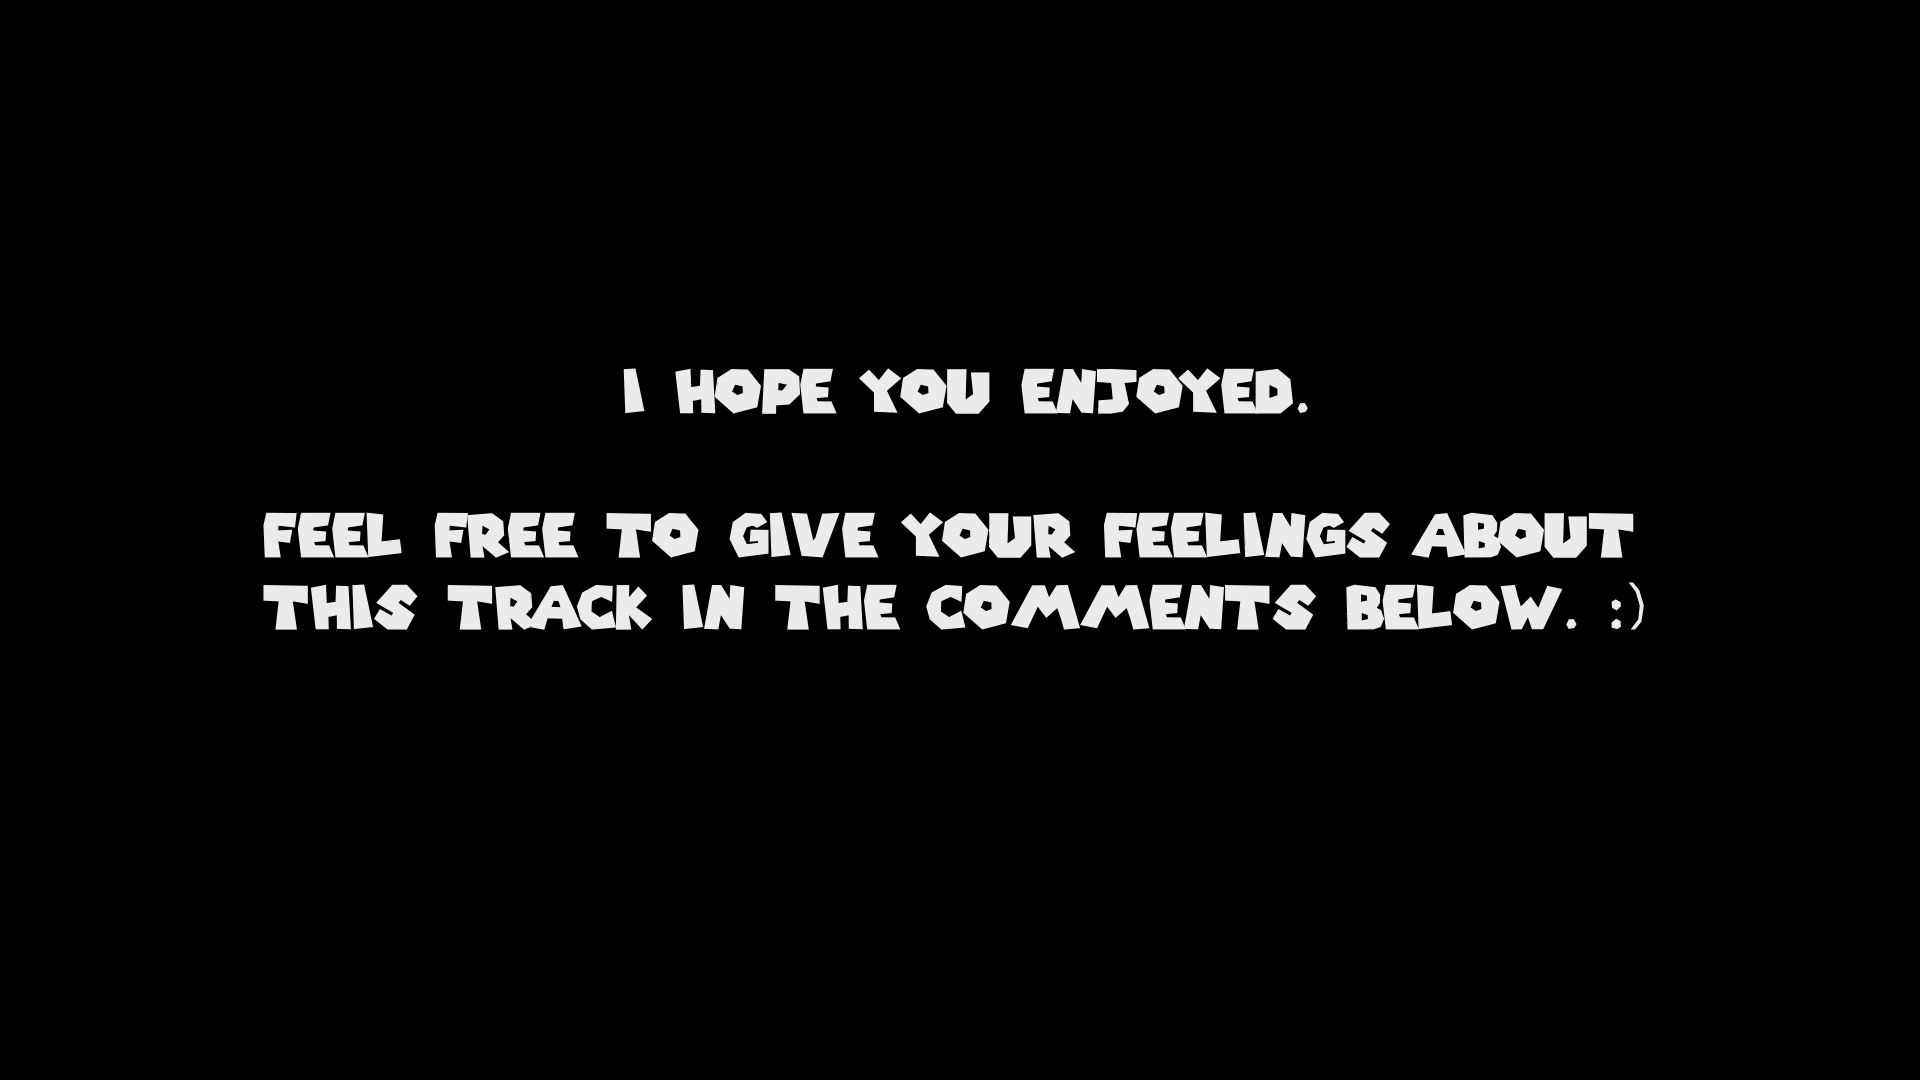 I HOPE YOU ENJOYED.
FEEL FREE TO GIVE YOUR FEELINGS ABOUT
THIS TRACK IN THE COMMENTS BELOW. :)